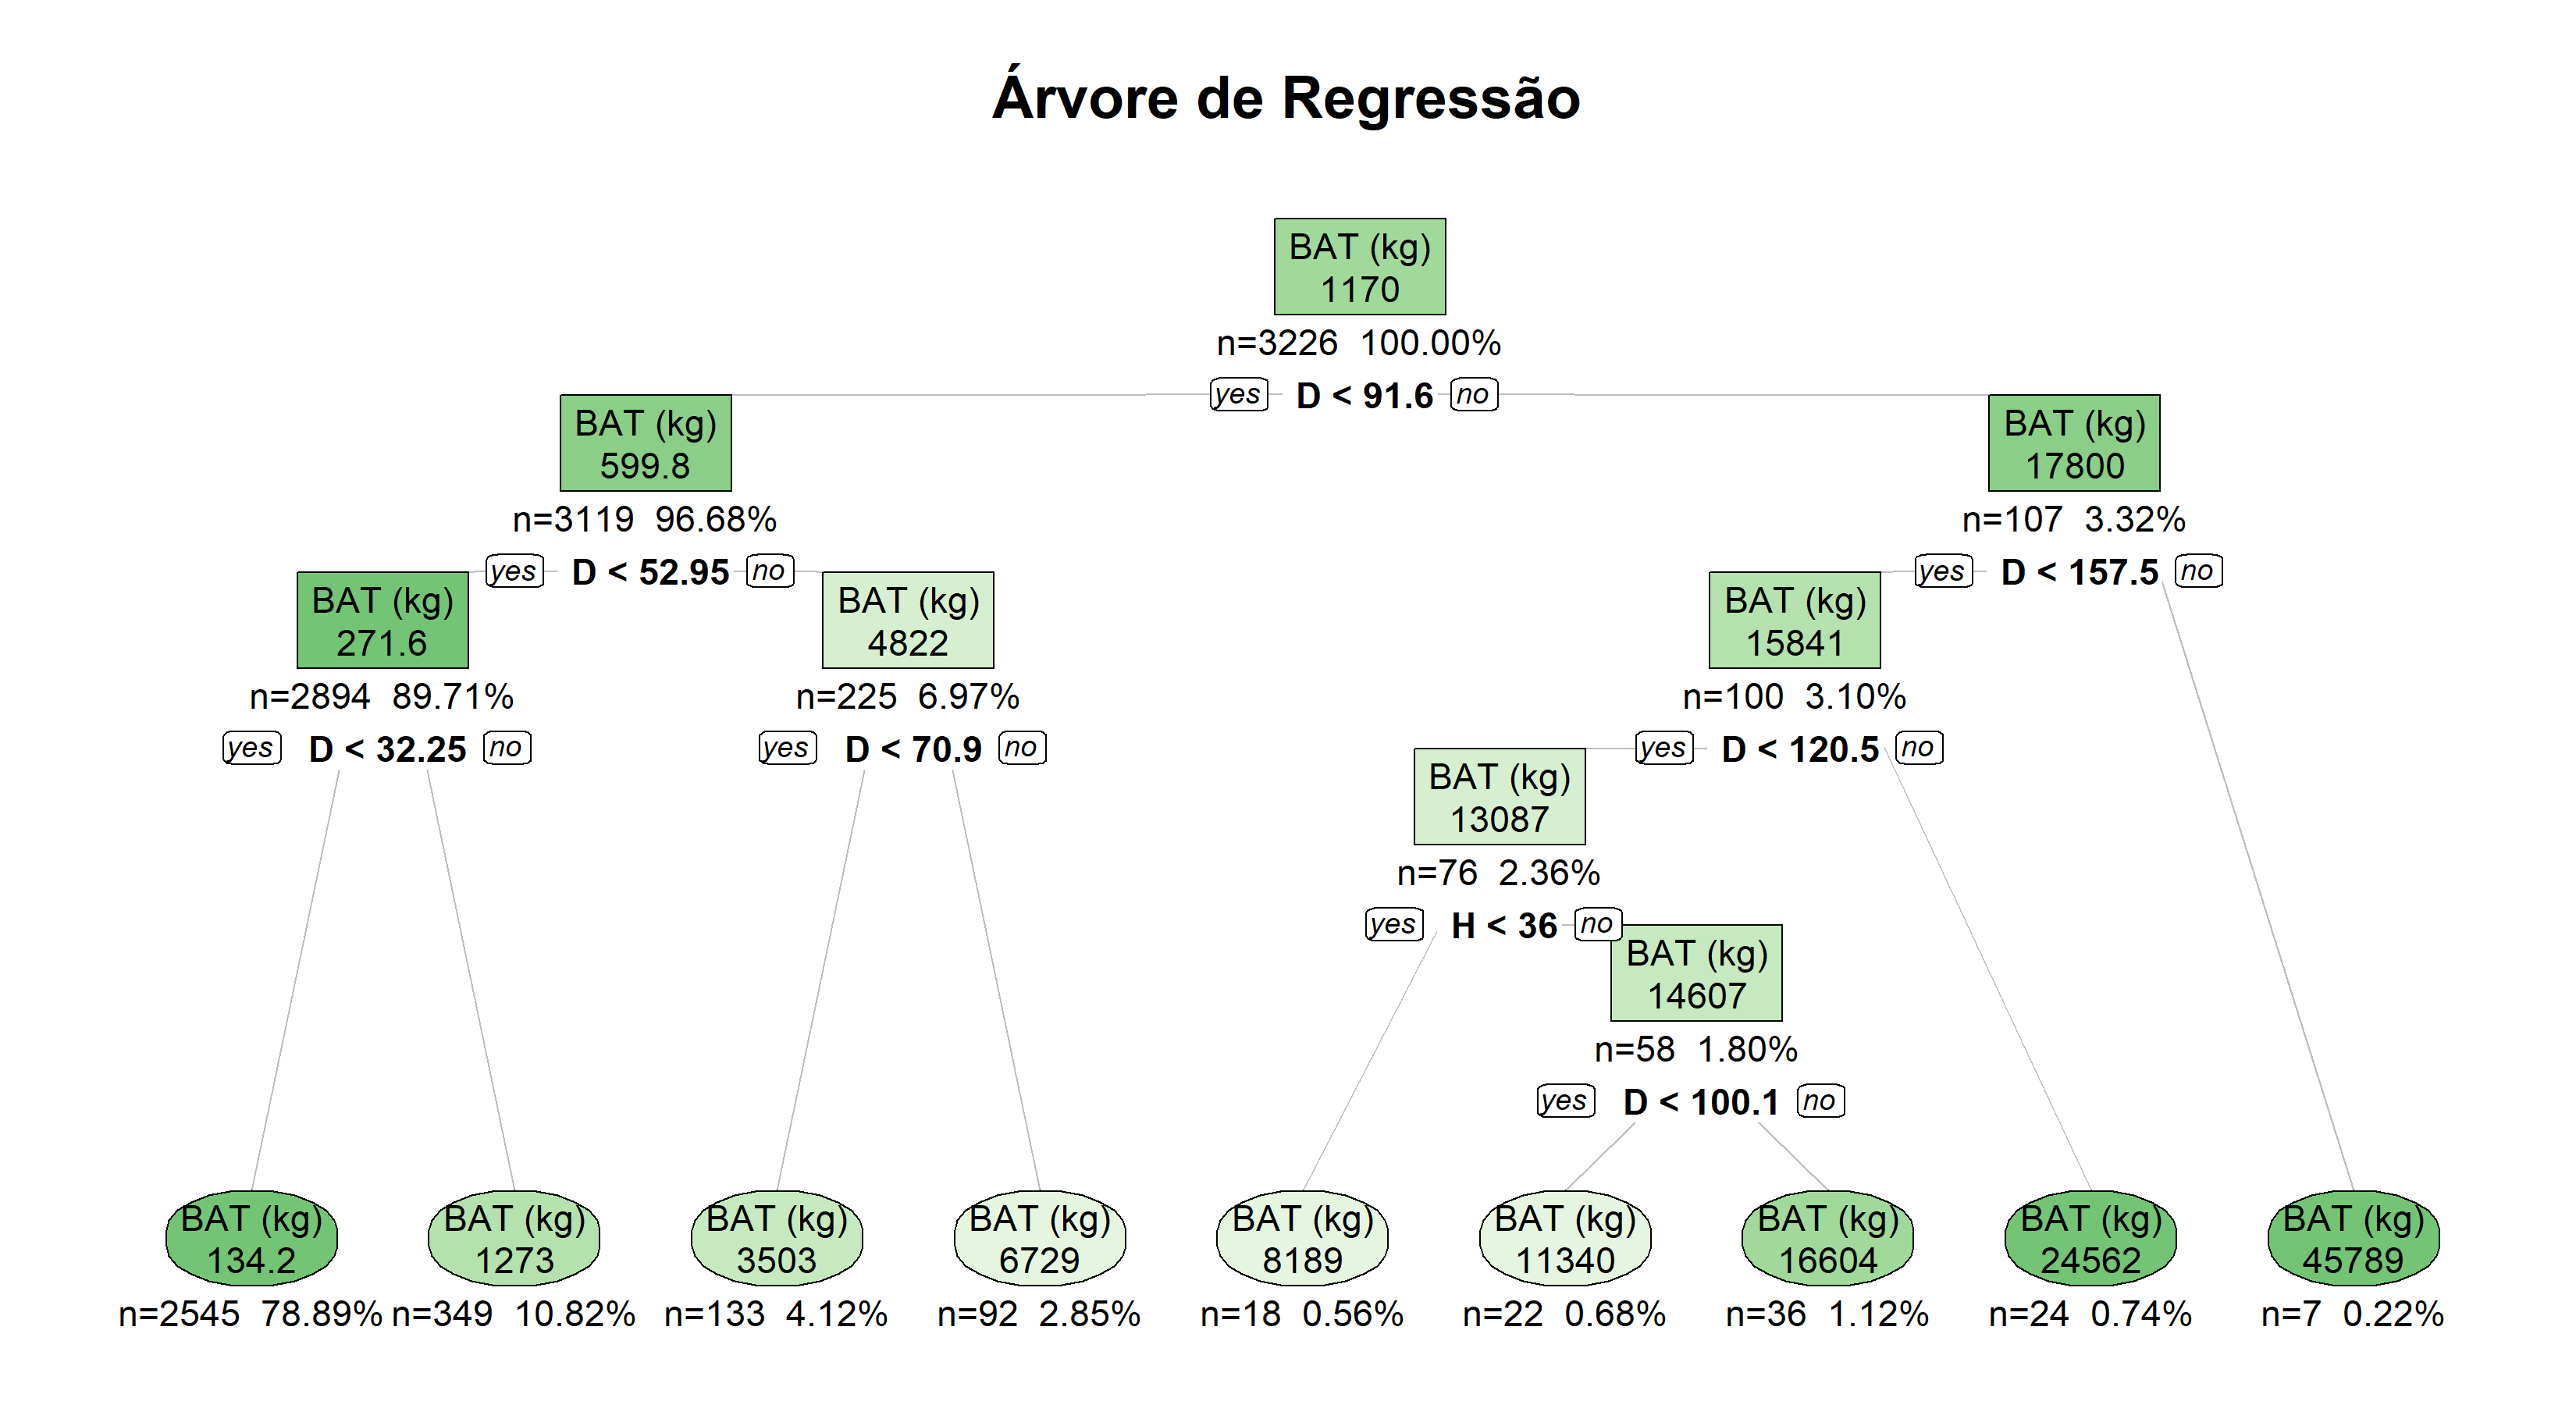 Árvore de Regressão
BAT (kg)
1170
n=3226 100.00%
yes D < 91.6 no
BAT (kg)
599.8
n=3119 96.68%
yes D < 52.95 no
BAT (kg)
17800
n=107 3.32%
yes D < 157.5 no
BAT (kg)
271.6
n=2894 89.71%
yes D < 32.25 no
BAT (kg)
4822
n=225 6.97%
yes D < 70.9 no
BAT (kg)
15841
n=100 3.10%
yes D < 120.5 no
BAT (kg)
13087
n=76 2.36%
yes H < 36 no
BAT (kg)
14607
n=58 1.80%
yes D < 100.1 no
BAT (kg)
134.2
n=2545 78.89%
BAT (kg)
1273
n=349 10.82%
BAT (kg)
3503
n=133 4.12%
BAT (kg)
6729
n=92 2.85%
BAT (kg)
8189
n=18 0.56%
BAT (kg)
11340
n=22 0.68%
BAT (kg)
16604
n=36 1.12%
BAT (kg)
24562
n=24 0.74%
BAT (kg)
45789
n=7 0.22%